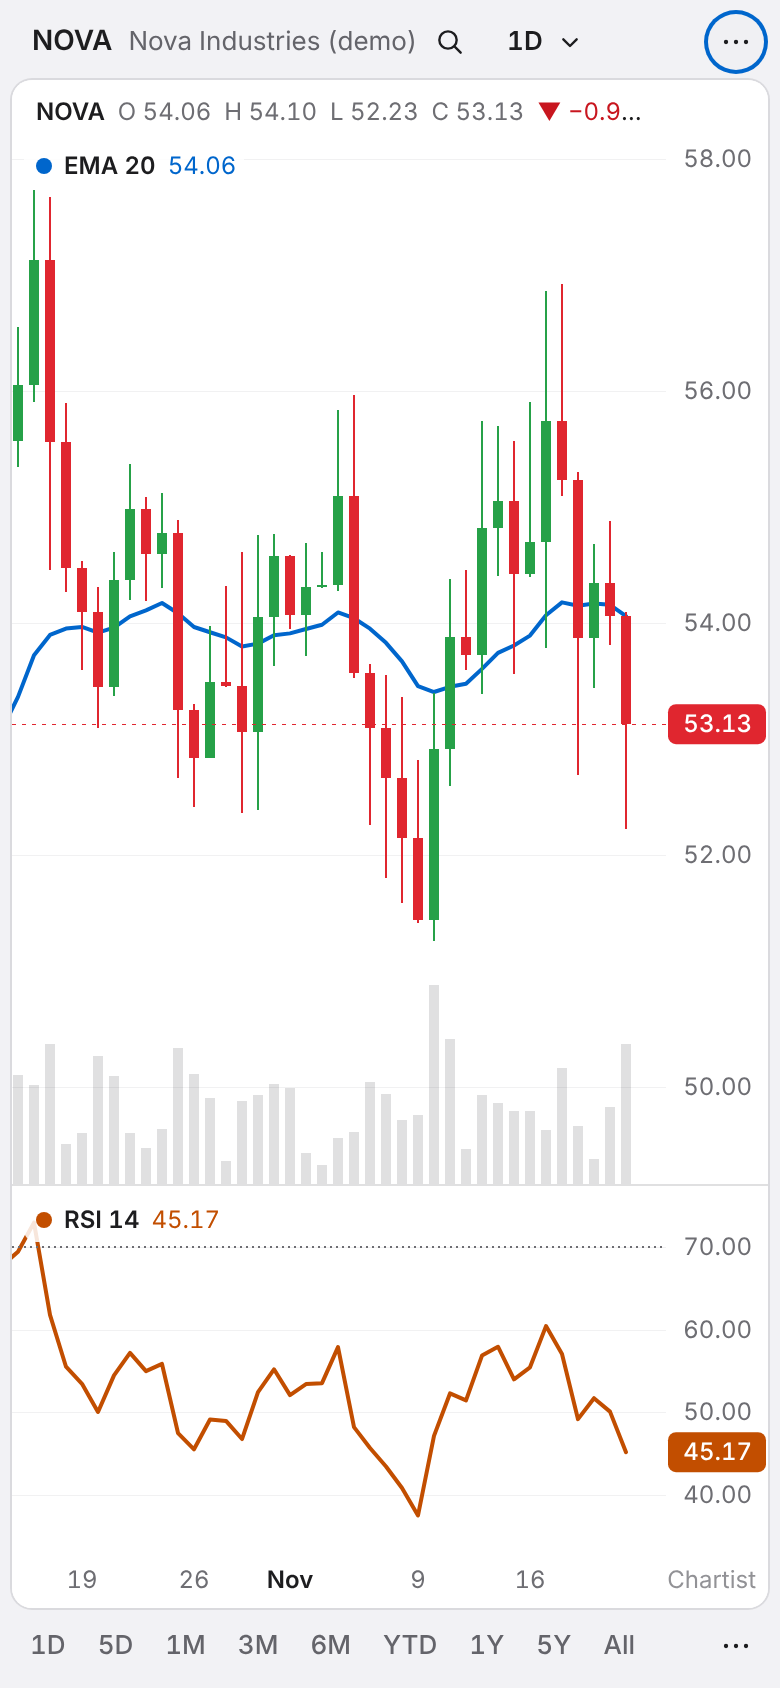 NOVA Nova Industries (demo) 1D
NOVA O 54.06 H 54.10 L 52.23 C 53.13 ▼ −0.9...
EMA 20 54.06
58.00
56.00
54.00
53.13
52.00
50.00
RSI 14 45.17
70.00
60.00
50.00
45.17
40.00
19 26 Nov 9 16 Chartist
1D 5D 1M 3M 6M YTD 1Y 5Y All ...